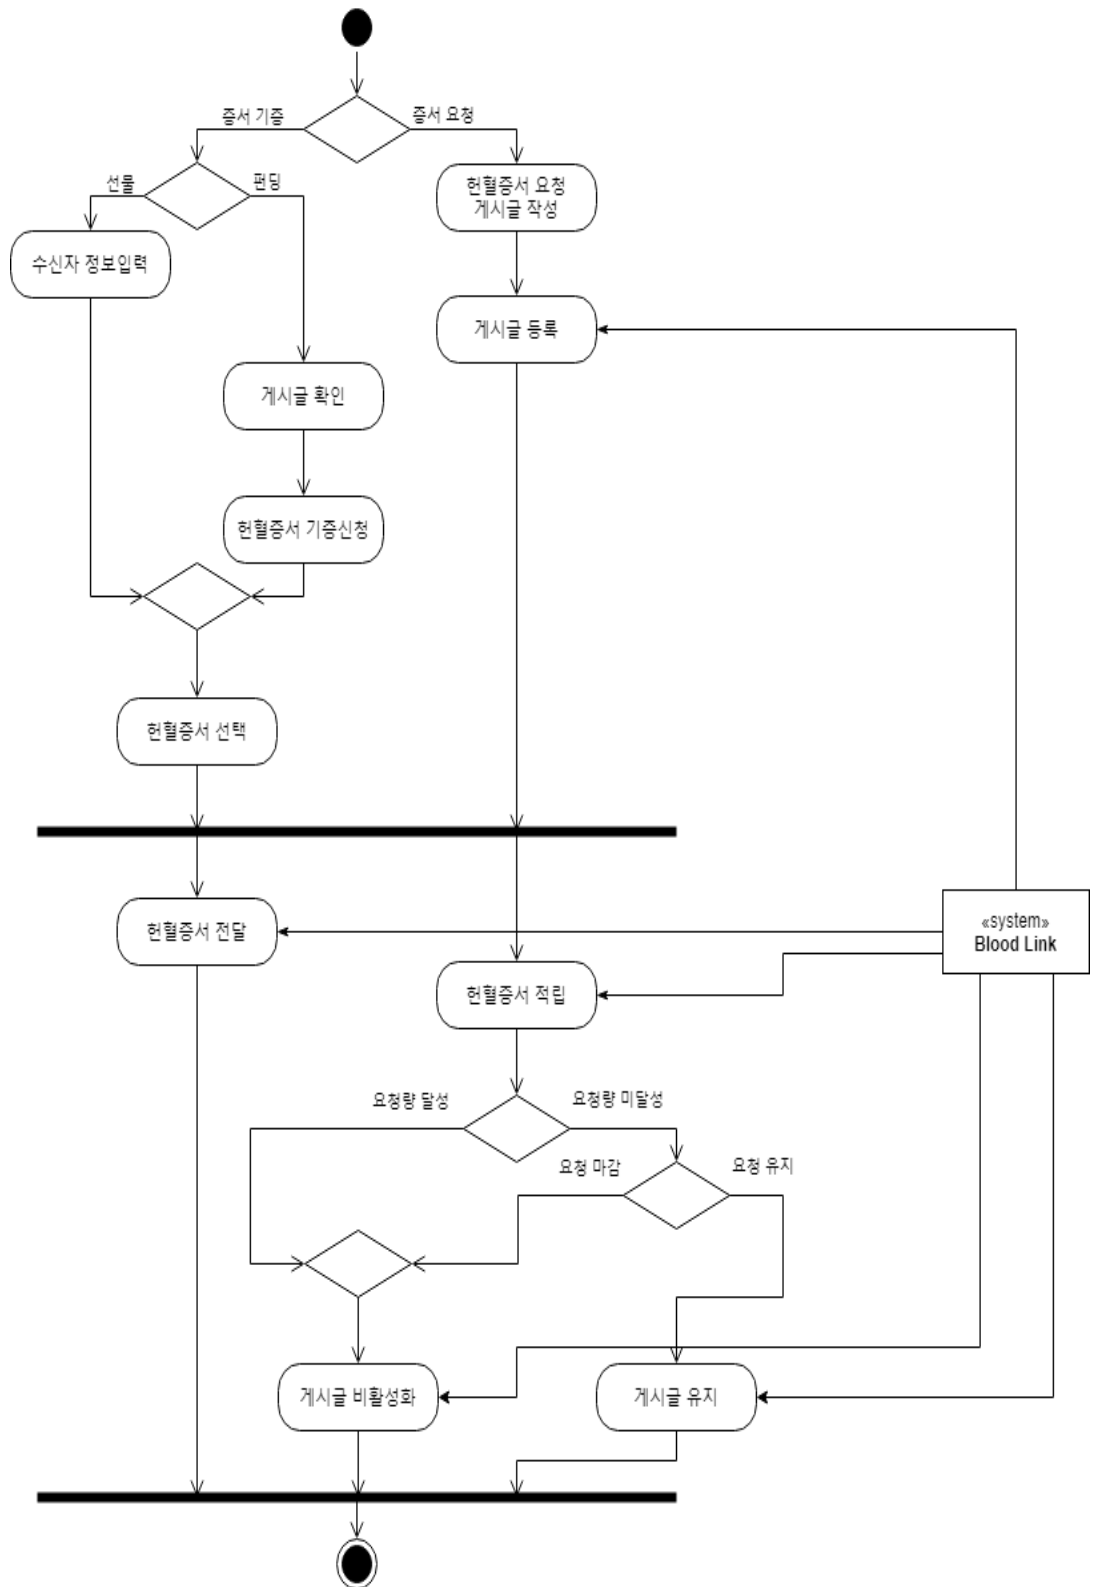 증서 기증
증서 요청
선물
펀딩
헌혈증서 요청
게시글 작성
수신자 정보입력
게시글 등록
게시글 확인
헌혈증서 기증신청
헌혈증서 선택
«system»
Blood Link
헌혈증서 전달
헌혈증서 적립
요청량 달성
요청량 미달성
요청 마감
요청 유지
게시글 비활성화
게시글 유지